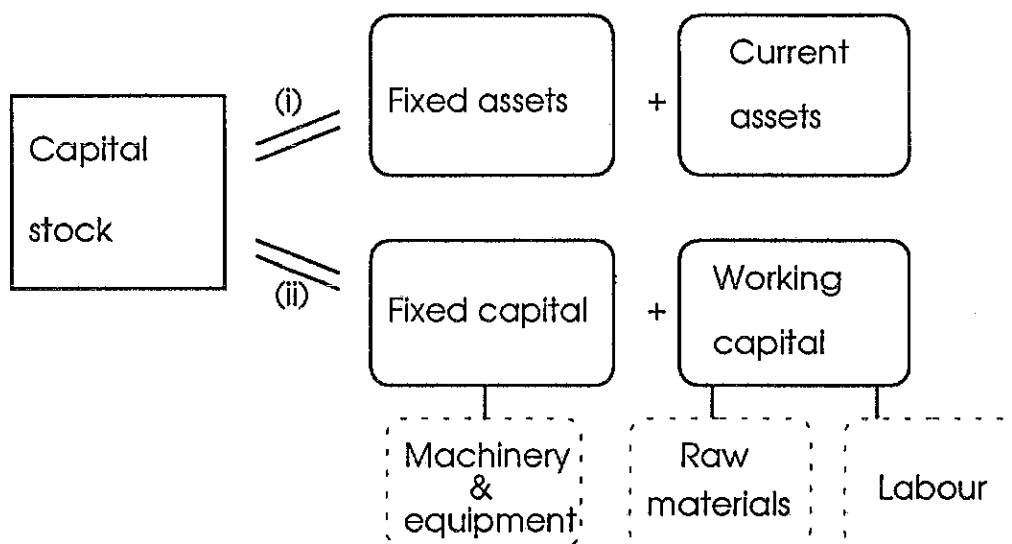 Capital
stock
(i)
Fixed assets
+
Current
assets
(ii)
Fixed capital
+
Working
capital
Machinery
&
equipment
Raw
materials
Labour